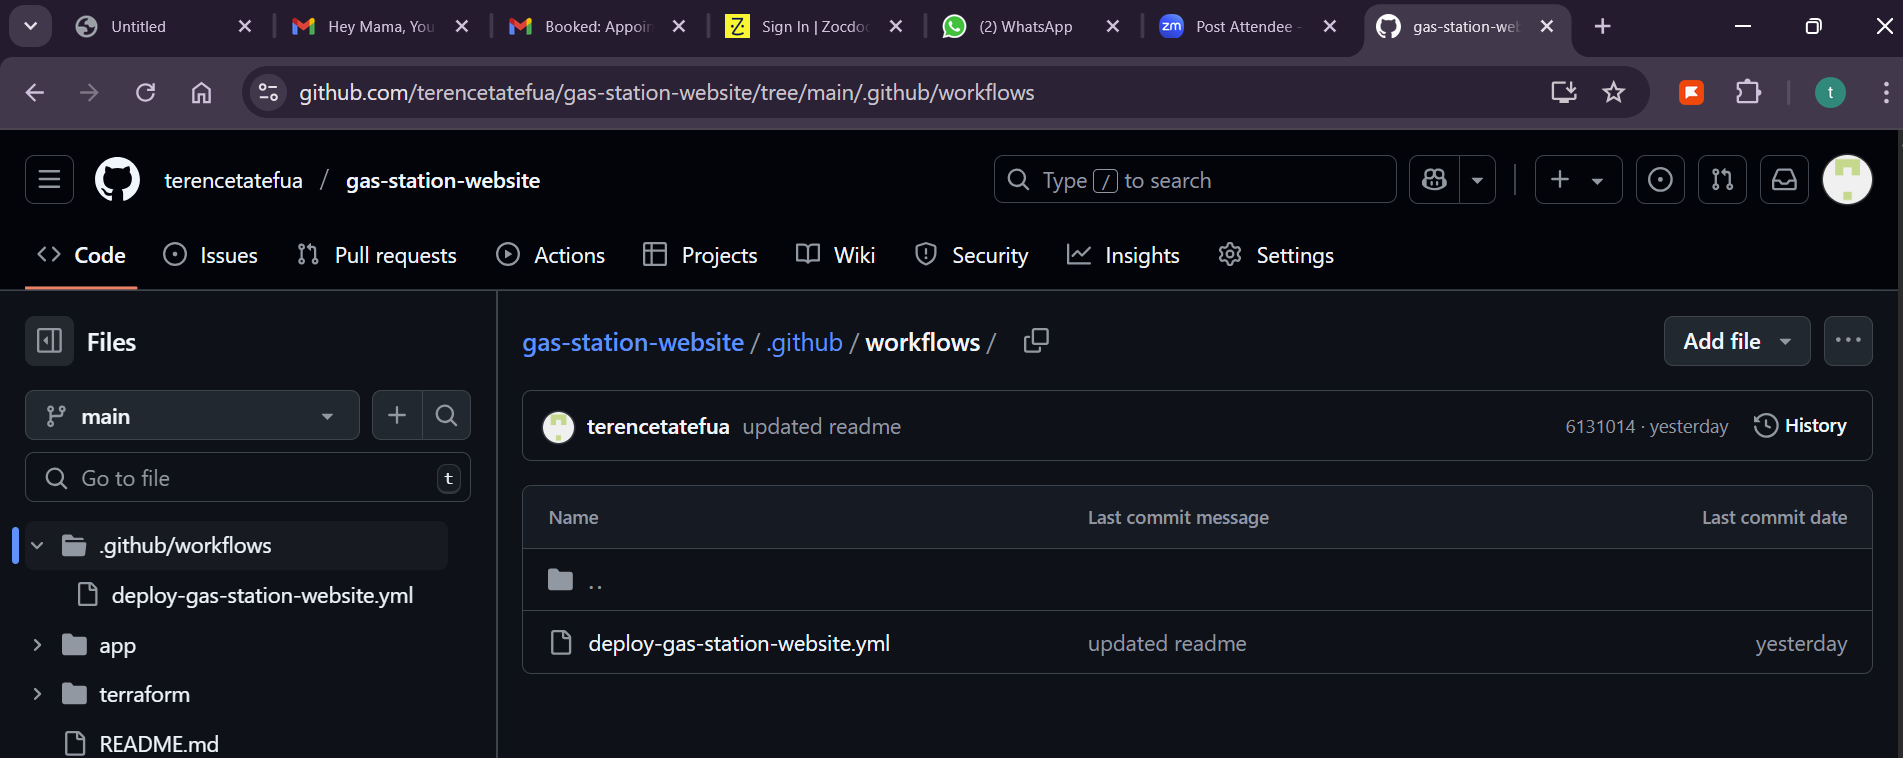 Untitled
Hey Mama, You
Booked: Appoin
Sign In | Zocdoc
(2) WhatsApp
zm Post Attendee -
gas-station-web
github.com/terencetatefua/gas-station-website/tree/main/.github/workflows
t
terencetatefua / gas-station-website
Type / to search
Code
Issues
Pull requests
Actions
Projects
Wiki
Security
Insights
Settings
Files
gas-station-website / .github / workflows /
Add file
main
terencetatefua updated readme
6131014 · yesterday
History
Go to file
t
Name
Last commit message
Last commit date
.github/workflows
..
deploy-gas-station-website.yml
deploy-gas-station-website.yml
updated readme
yesterday
app
terraform
README.md